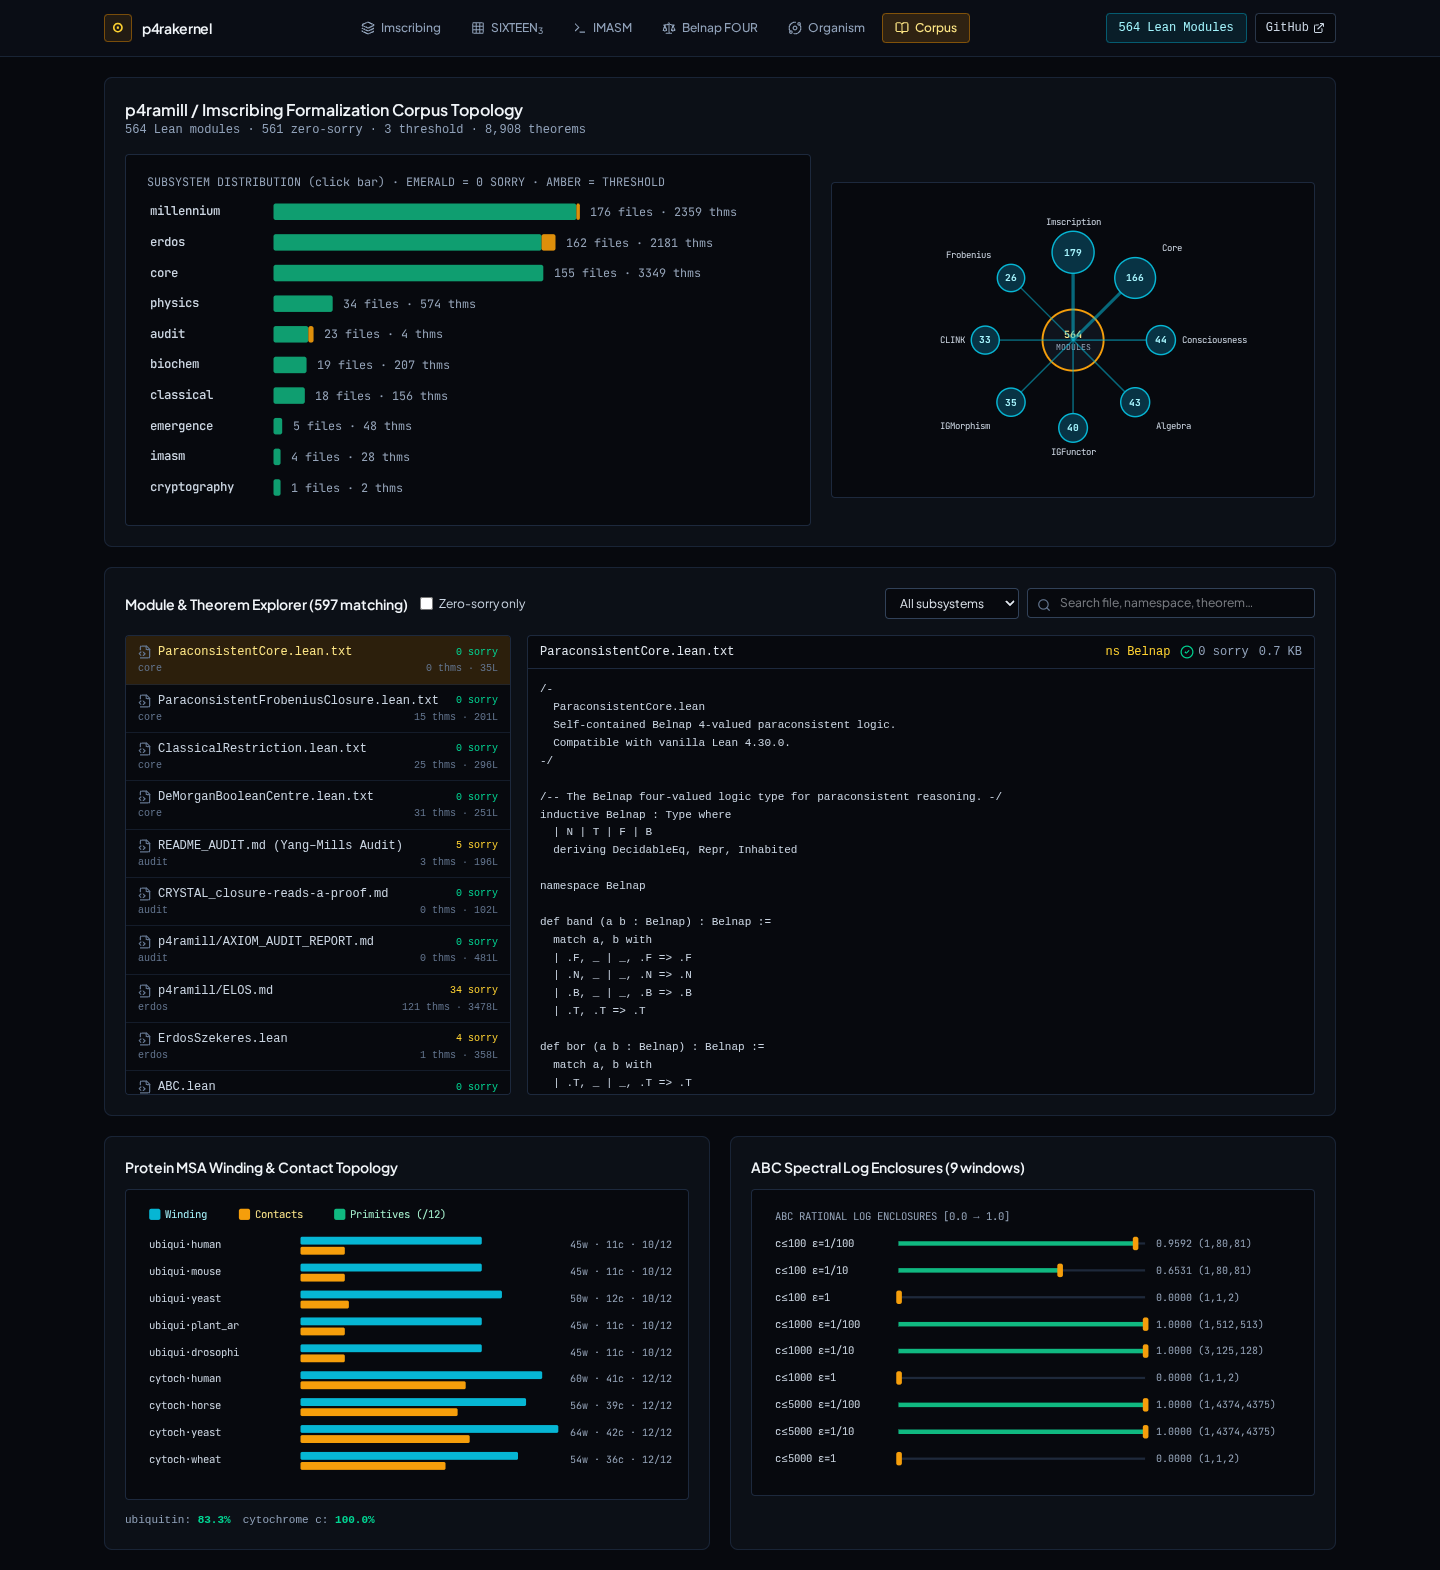 p4rakernel
Imscribing
SIXTEEN₃
IMASM
Belnap FOUR
Organism
Corpus
564 Lean Modules
GitHub
p4ramill / Imscribing Formalization Corpus Topology
564 Lean modules · 561 zero-sorry · 3 threshold · 8,908 theorems
SUBSYSTEM DISTRIBUTION (click bar) · EMERALD = 0 SORRY · AMBER = THRESHOLD
millennium 176 files · 2359 thms
erdos 162 files · 2181 thms
core 155 files · 3349 thms
physics 34 files · 574 thms
audit 23 files · 4 thms
biochem 19 files · 207 thms
classical 18 files · 156 thms
emergence 5 files · 48 thms
imasm 4 files · 28 thms
cryptography 1 files · 2 thms
Imscription
179
Core
166
Frobenius
26
564
MODULES
CLINK 33
44 Consciousness
35
IGMorphism
43
Algebra
40
IGFunctor
Module & Theorem Explorer (597 matching)
Zero-sorry only
All subsystems
Search file, namespace, theorem...
ParaconsistentCore.lean.txt 0 sorry
core 0 thms · 35L
ParaconsistentFrobeniusClosure.lean.txt 0 sorry
core 15 thms · 201L
ClassicalRestriction.lean.txt 0 sorry
core 25 thms · 296L
DeMorganBooleanCentre.lean.txt 0 sorry
core 31 thms · 251L
README_AUDIT.md (Yang–Mills Audit) 5 sorry
audit 3 thms · 196L
CRYSTAL_closure-reads-a-proof.md 0 sorry
audit 0 thms · 102L
p4ramill/AXIOM_AUDIT_REPORT.md 0 sorry
audit 0 thms · 481L
p4ramill/ELOS.md 34 sorry
erdos 121 thms · 3478L
ErdosSzekeres.lean 4 sorry
erdos 1 thms · 358L
ABC.lean 0 sorry
ParaconsistentCore.lean.txt ns Belnap 0 sorry 0.7 KB
/-
ParaconsistentCore.lean
Self-contained Belnap 4-valued paraconsistent logic.
Compatible with vanilla Lean 4.30.0.
-/
/-- The Belnap four-valued logic type for paraconsistent reasoning. -/
inductive Belnap : Type where
| N | T | F | B
deriving DecidableEq, Repr, Inhabited
namespace Belnap
def band (a b : Belnap) : Belnap :=
match a, b with
| .F, _ | _, .F => .F
| .N, _ | _, .N => .N
| .B, _ | _, .B => .B
| .T, .T => .T
def bor (a b : Belnap) : Belnap :=
match a, b with
| .T, _ | _, .T => .T
Protein MSA Winding & Contact Topology
Winding Contacts Primitives (/12)
ubiqui·human 45w · 11c · 10/12
ubiqui·mouse 45w · 11c · 10/12
ubiqui·yeast 50w · 12c · 10/12
ubiqui·plant_ar 45w · 11c · 10/12
ubiqui·drosophi 45w · 11c · 10/12
cytoch·human 60w · 41c · 12/12
cytoch·horse 56w · 39c · 12/12
cytoch·yeast 64w · 42c · 12/12
cytoch·wheat 54w · 36c · 12/12
ubiquitin: 83.3% cytochrome c: 100.0%
ABC Spectral Log Enclosures (9 windows)
ABC RATIONAL LOG ENCLOSURES [0.0 → 1.0]
c≤100 ε=1/100 0.9592 (1,80,81)
c≤100 ε=1/10 0.6531 (1,80,81)
c≤100 ε=1 0.0000 (1,1,2)
c≤1000 ε=1/100 1.0000 (1,512,513)
c≤1000 ε=1/10 1.0000 (3,125,128)
c≤1000 ε=1 0.0000 (1,1,2)
c≤5000 ε=1/100 1.0000 (1,4374,4375)
c≤5000 ε=1/10 1.0000 (1,4374,4375)
c≤5000 ε=1 0.0000 (1,1,2)